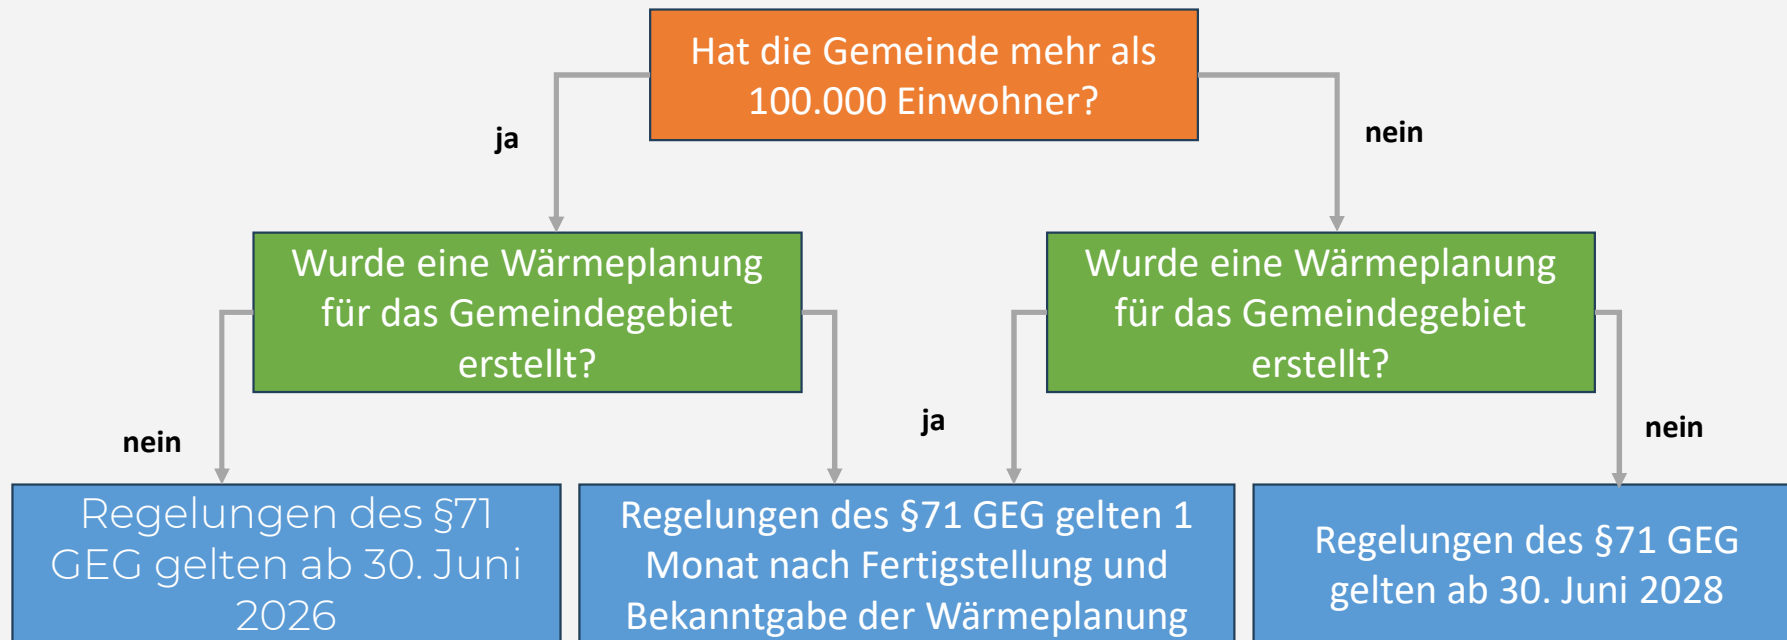 Hat die Gemeinde mehr als
100.000 Einwohner?
ja
nein
Wurde eine Wärmeplanung
für das Gemeindegebiet
erstellt?
Wurde eine Wärmeplanung
für das Gemeindegebiet
erstellt?
nein
ja
nein
Regelungen des §71
GEG gelten ab 30. Juni
2026
Regelungen des §71 GEG gelten 1
Monat nach Fertigstellung und
Bekanntgabe der Wärmeplanung
Regelungen des §71 GEG
gelten ab 30. Juni 2028